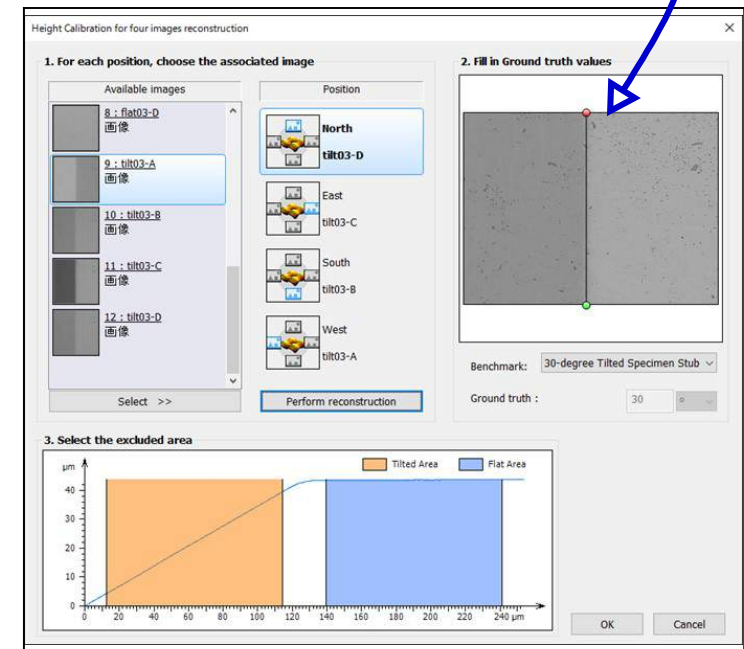 Height Calibration for four images reconstruction
1. For each position, choose the associated image
Available images
8 : flat03-D
画像
9 : tilt03-A
画像
10 : tilt03-B
画像
11 : tilt03-C
画像
12 : tilt03-D
画像
Select >>
Position
North
tilt03-D
East
tilt03-C
South
tilt03-B
West
tilt03-A
Perform reconstruction
2. Fill in Ground truth values
Benchmark: 30-degree Tilted Specimen Stub
Ground truth : 30 °
3. Select the excluded area
Tilted Area Flat Area
µm
40
30
20
10
0
0 20 40 60 80 100 120 140 160 180 200 220 240 µm
OK Cancel